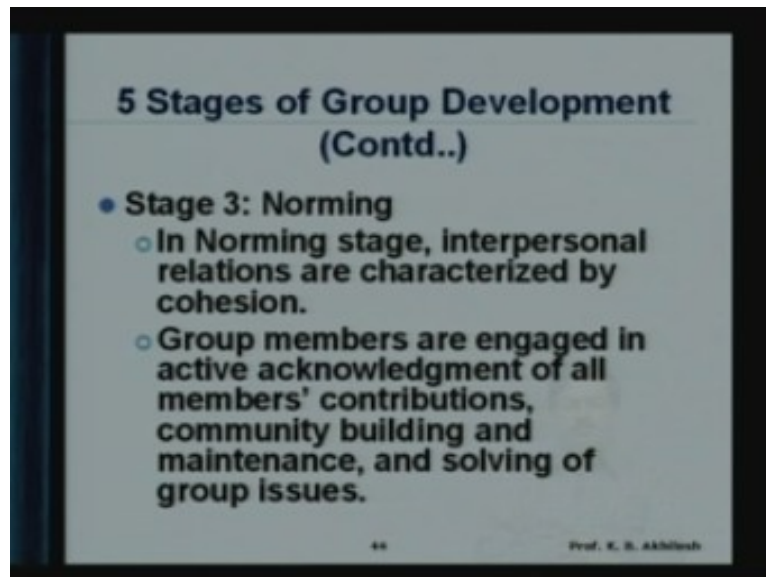 5 Stages of Group Development
(Contd..)
Stage 3: Norming
In Norming stage, interpersonal
relations are characterized by
cohesion.
Group members are engaged in
active acknowledgment of all
members' contributions,
community building and
maintenance, and solving of
group issues.
44
Prof. K. B. Akhilesh